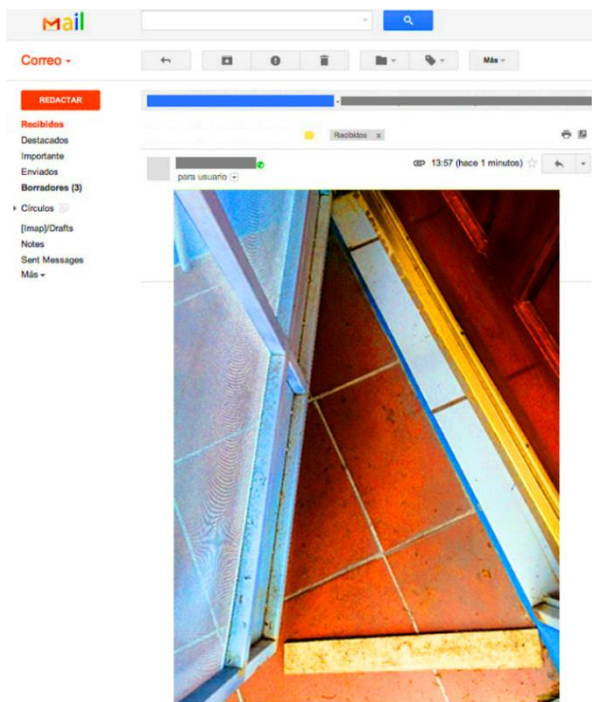 Mail
Correo
Más
REDACTAR
Recibidos x
Recibidos
Destacados
Importante
Enviados
Borradores (3)
Círculos
[Imap]/Drafts
Notes
Sent Messages
Más
13:57 (hace 1 minutos)
para usuario